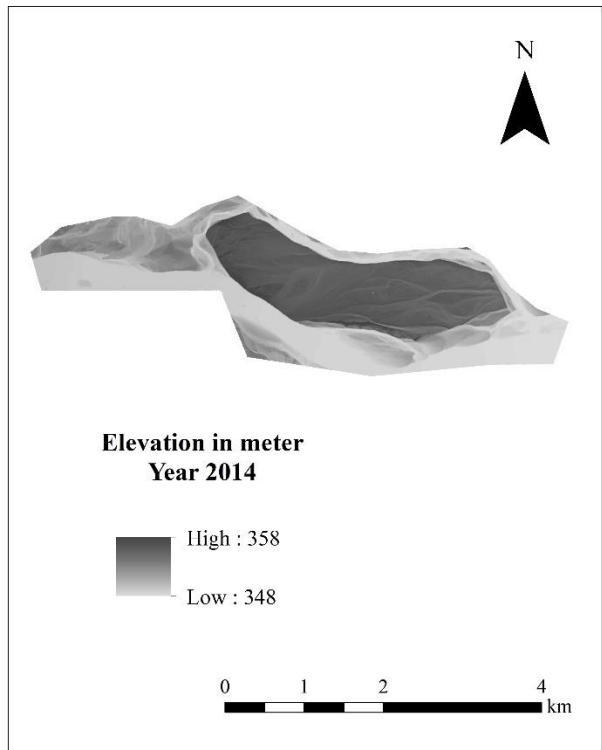 N
Elevation in meter
Year 2014
High : 358
Low : 348
0 1 2 4
km